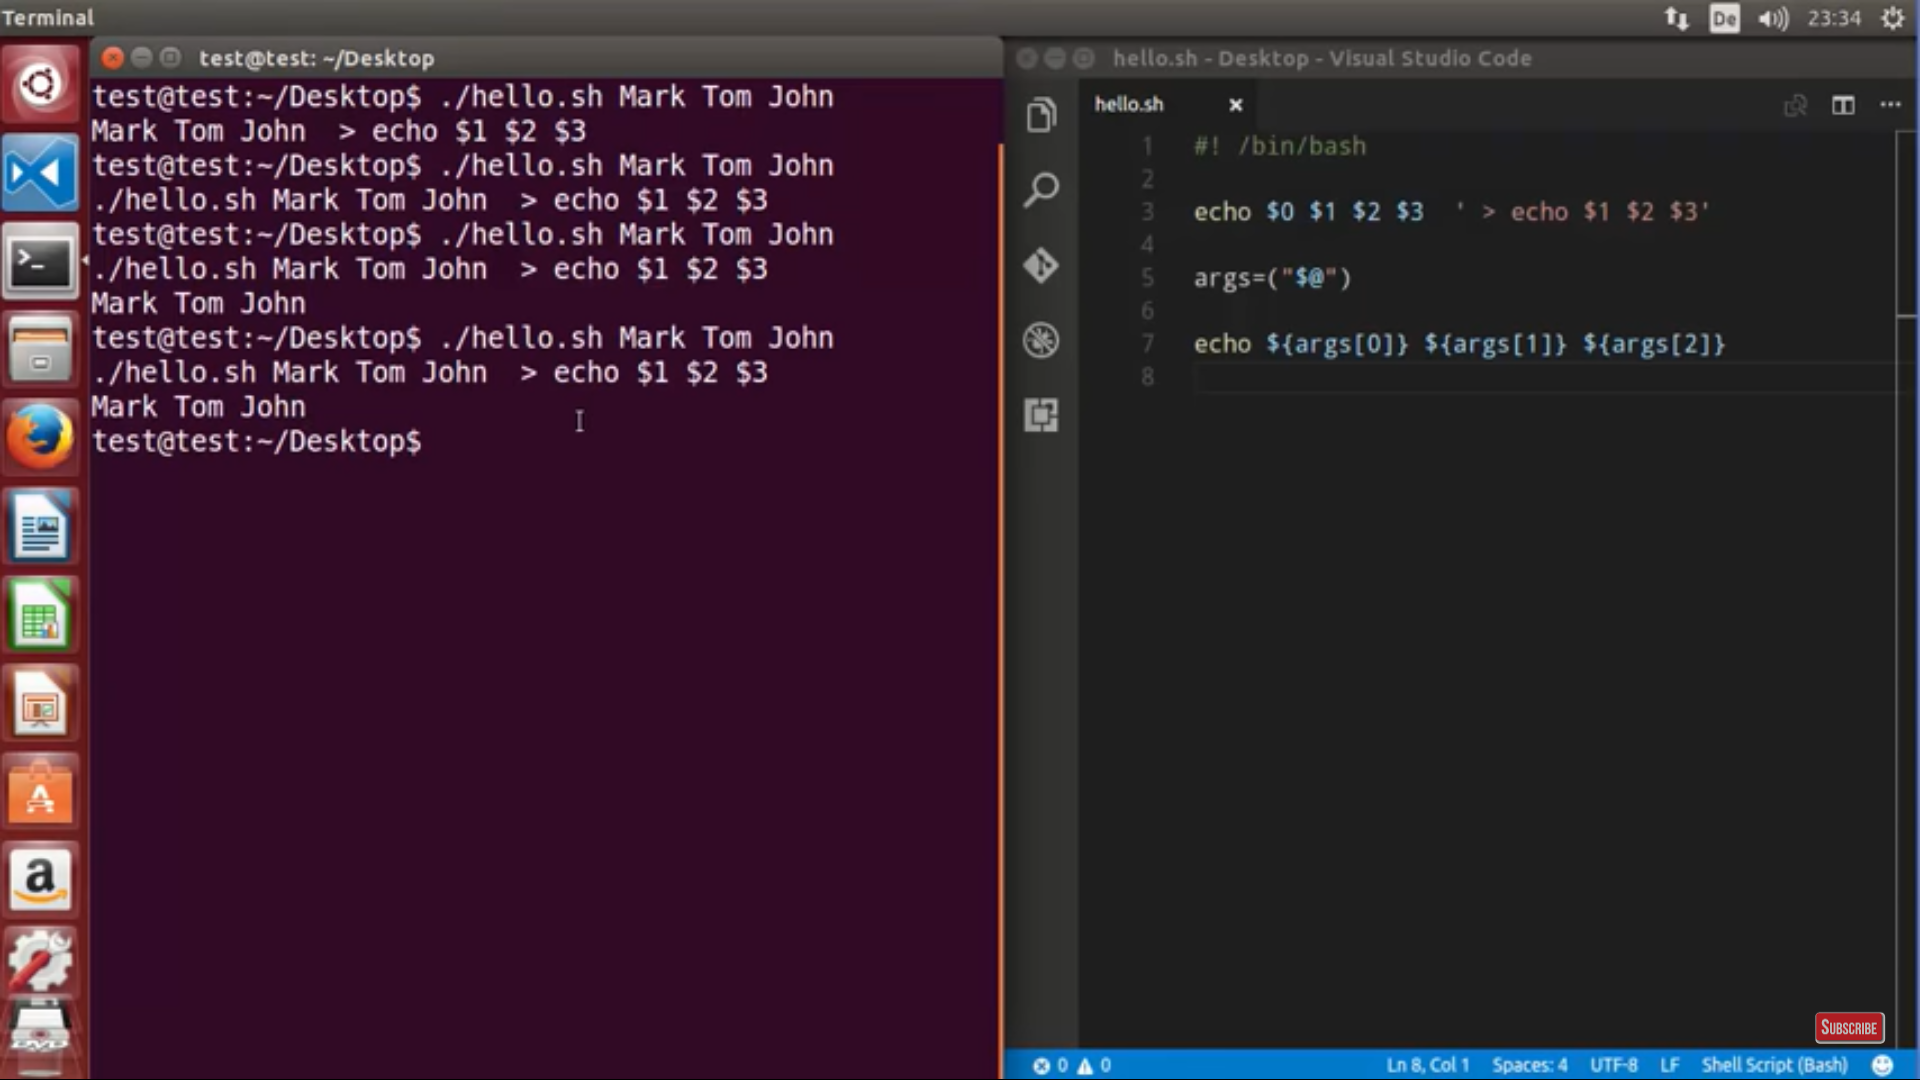 Terminal
De
23:34
test@test: ~/Desktop
test@test:~/Desktop$ ./hello.sh Mark Tom John
Mark Tom John  > echo $1 $2 $3
test@test:~/Desktop$ ./hello.sh Mark Tom John
./hello.sh Mark Tom John  > echo $1 $2 $3
test@test:~/Desktop$ ./hello.sh Mark Tom John
./hello.sh Mark Tom John  > echo $1 $2 $3
Mark Tom John
test@test:~/Desktop$ ./hello.sh Mark Tom John
./hello.sh Mark Tom John  > echo $1 $2 $3
Mark Tom John
test@test:~/Desktop$
hello.sh - Desktop - Visual Studio Code
hello.sh
1 #! /bin/bash
2
3 echo $0 $1 $2 $3  ' > echo $1 $2 $3'
4
5 args=("$@")
6
7 echo ${args[0]} ${args[1]} ${args[2]}
8
a
DVD
SUBSCRIBE
0 0 Ln 8, Col 1 Spaces: 4 UTF-8 LF Shell Script (Bash)